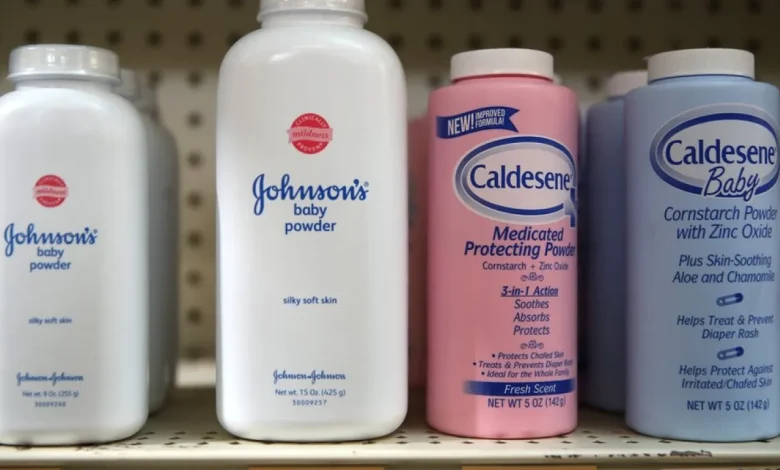 mildness
Johnson's®
baby
powder
silky soft skin
Johnson & Johnson
Net wt. 9 Oz. (255 g)
CLINICALLY
mildness
PROVEN
Johnson's®
baby
powder
silky soft skin
Johnson & Johnson
Net wt. 15 Oz. (425 g)
30009257
NEW! IMPROVED
FORMULA!
Caldesene
Medicated
Protecting Powder
Cornstarch + Zinc Oxide
3-in-1 Action
Soothes
Absorbs
Protects
• Protects Chafed Skin
• Treats & Prevents Diaper Rash
• Ideal for the Whole Family
Fresh Scent
NET WT 5 OZ (142 g)
Caldesene®
Baby
Cornstarch Powder
with Zinc Oxide
Plus Skin-Soothing
Aloe and Chamomile
Helps Treat & Prevent
Diaper Rash
Helps Protect Against
Irritated/Chafed Skin
NET WT 5 OZ (142 g)